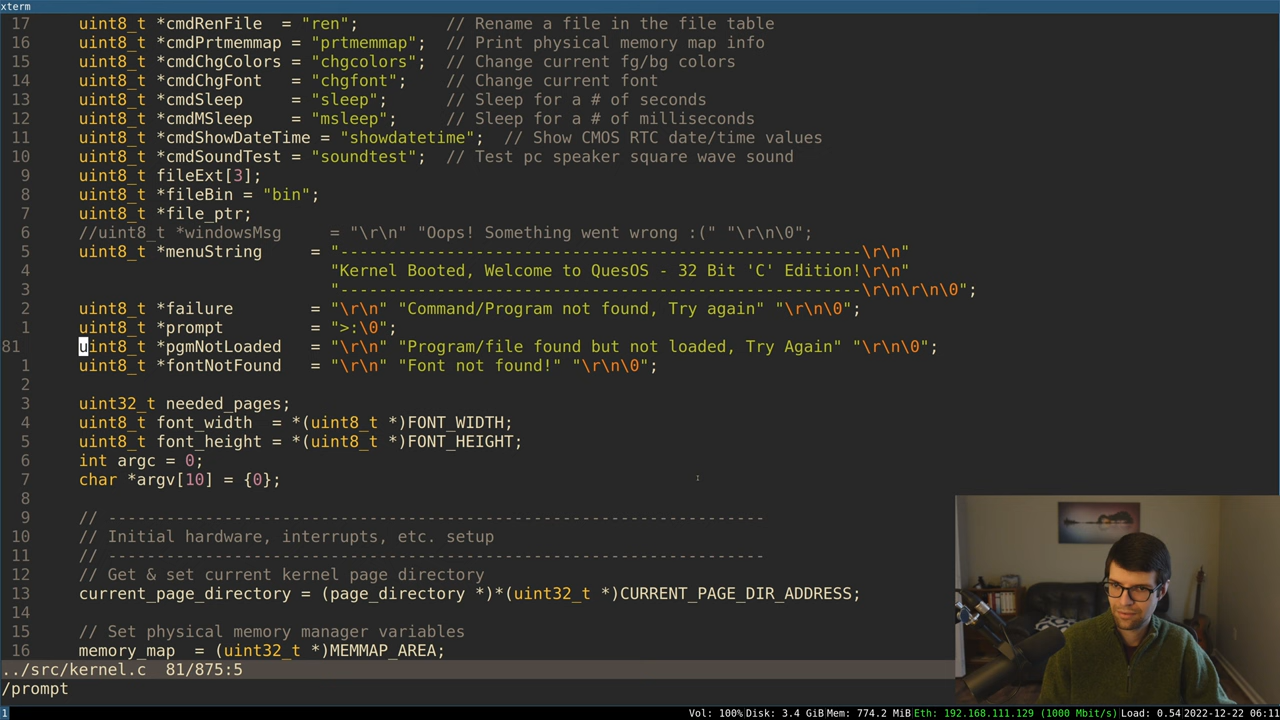 xterm
17    uint8_t *cmdRenFile  = "ren";         // Rename a file in the file table
16    uint8_t *cmdPrtmemmap = "prtmemmap";  // Print physical memory map info
15    uint8_t *cmdChgColors = "chgcolors";  // Change current fg/bg colors
14    uint8_t *cmdChgFont   = "chgfont";    // Change current font
13    uint8_t *cmdSleep     = "sleep";      // Sleep for a # of seconds
12    uint8_t *cmdMSleep    = "msleep";     // Sleep for a # of milliseconds
11    uint8_t *cmdShowDateTime = "showdatetime";  // Show CMOS RTC date/time values
10    uint8_t *cmdSoundTest = "soundtest";  // Test pc speaker square wave sound
9    uint8_t fileExt[3];
8    uint8_t *fileBin = "bin";
7    uint8_t *file_ptr;
6    //uint8_t *windowsMsg     = "\r\n" "Oops! Something went wrong :(" "\r\n\0";
5    uint8_t *menuString     = "------------------------------------------------------\r\n"
4                              "Kernel Booted, Welcome to QuesOS - 32 Bit 'C' Edition!\r\n"
3                              "------------------------------------------------------\r\n\r\n\0";
2    uint8_t *failure        = "\r\n" "Command/Program not found, Try again" "\r\n\0";
1    uint8_t *prompt         = ">:\0";
81    uint8_t *pgmNotLoaded   = "\r\n" "Program/file found but not loaded, Try Again" "\r\n\0";
1    uint8_t *fontNotFound   = "\r\n" "Font not found!" "\r\n\0";
2
3    uint32_t needed_pages;
4    uint8_t font_width  = *(uint8_t *)FONT_WIDTH;
5    uint8_t font_height = *(uint8_t *)FONT_HEIGHT;
6    int argc = 0;
7    char *argv[10] = {0};
8
9    // --------------------------------------------------------------------
10    // Initial hardware, interrupts, etc. setup
11    // --------------------------------------------------------------------
12    // Get & set current kernel page directory
13    current_page_directory = (page_directory *)*(uint32_t *)CURRENT_PAGE_DIR_ADDRESS;
14
15    // Set physical memory manager variables
16    memory_map  = (uint32_t *)MEMMAP_AREA;
../src/kernel.c  81/875:5
/prompt
1 Vol: 100% Disk: 3.4 GiB Mem: 774.2 MiB Eth: 192.168.111.129 (1000 Mbit/s) Load: 0.54 2022-12-22 06:11